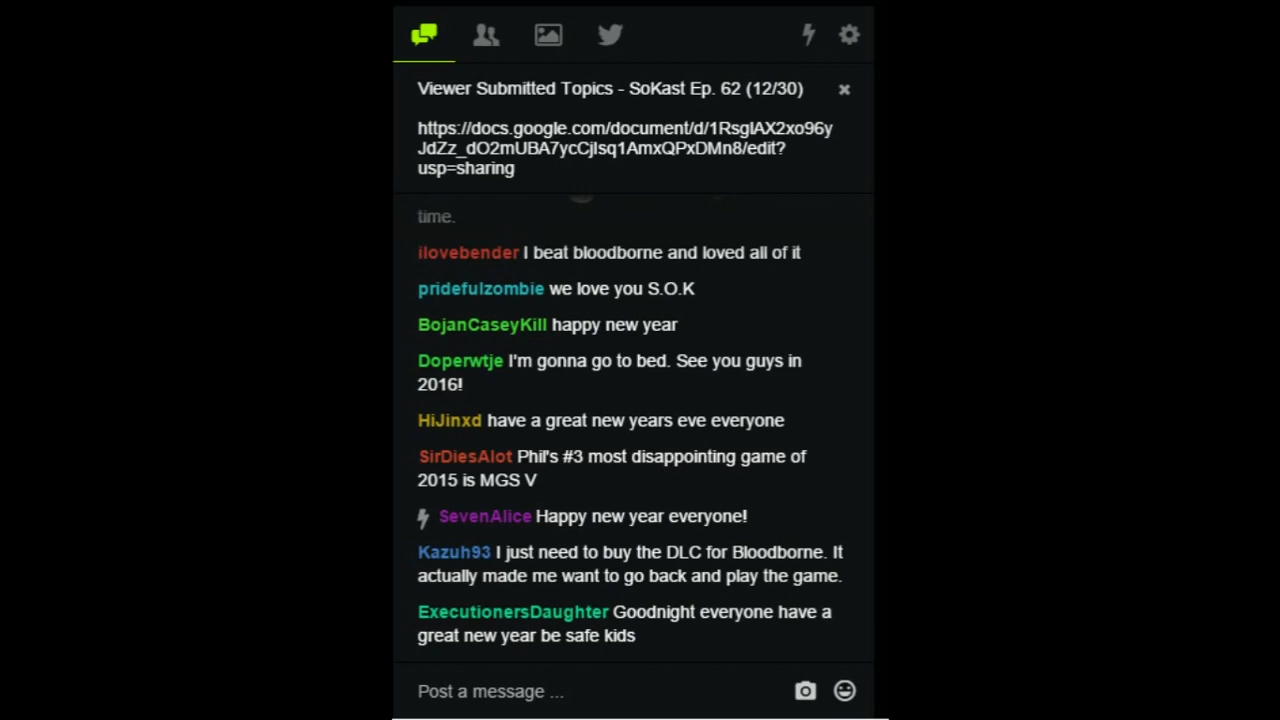 Viewer Submitted Topics - SoKast Ep. 62 (12/30)
https://docs.google.com/document/d/1RsglAX2xo96y
JdZz_dO2mUBA7ycCjlsq1AmxQPxDMn8/edit?
usp=sharing
time.
ilovebender I beat bloodborne and loved all of it
pridefulzombie we love you S.O.K
BojanCaseyKill happy new year
Doperwtje I'm gonna go to bed. See you guys in
2016!
HiJinxd have a great new years eve everyone
SirDiesAlot Phil's #3 most disappointing game of
2015 is MGS V
SevenAlice Happy new year everyone!
Kazuh93 I just need to buy the DLC for Bloodborne. It
actually made me want to go back and play the game.
ExecutionersDaughter Goodnight everyone have a
great new year be safe kids
Post a message ...